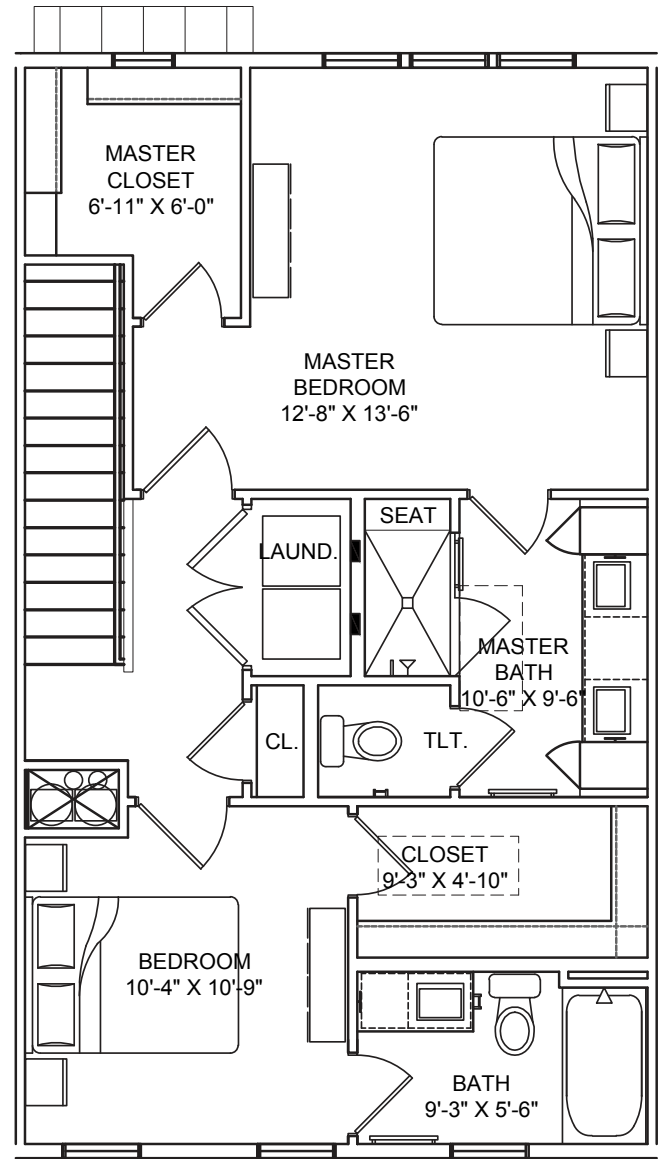 MASTER
CLOSET
6'-11" X 6'-0"
MASTER
BEDROOM
12'-8" X 13'-6"
SEAT
LAUND.
MASTER
BATH
10'-6" X 9'-6"
CL.
TLT.
CLOSET
9'-3" X 4'-10"
BEDROOM
10'-4" X 10'-9"
BATH
9'-3" X 5'-6"